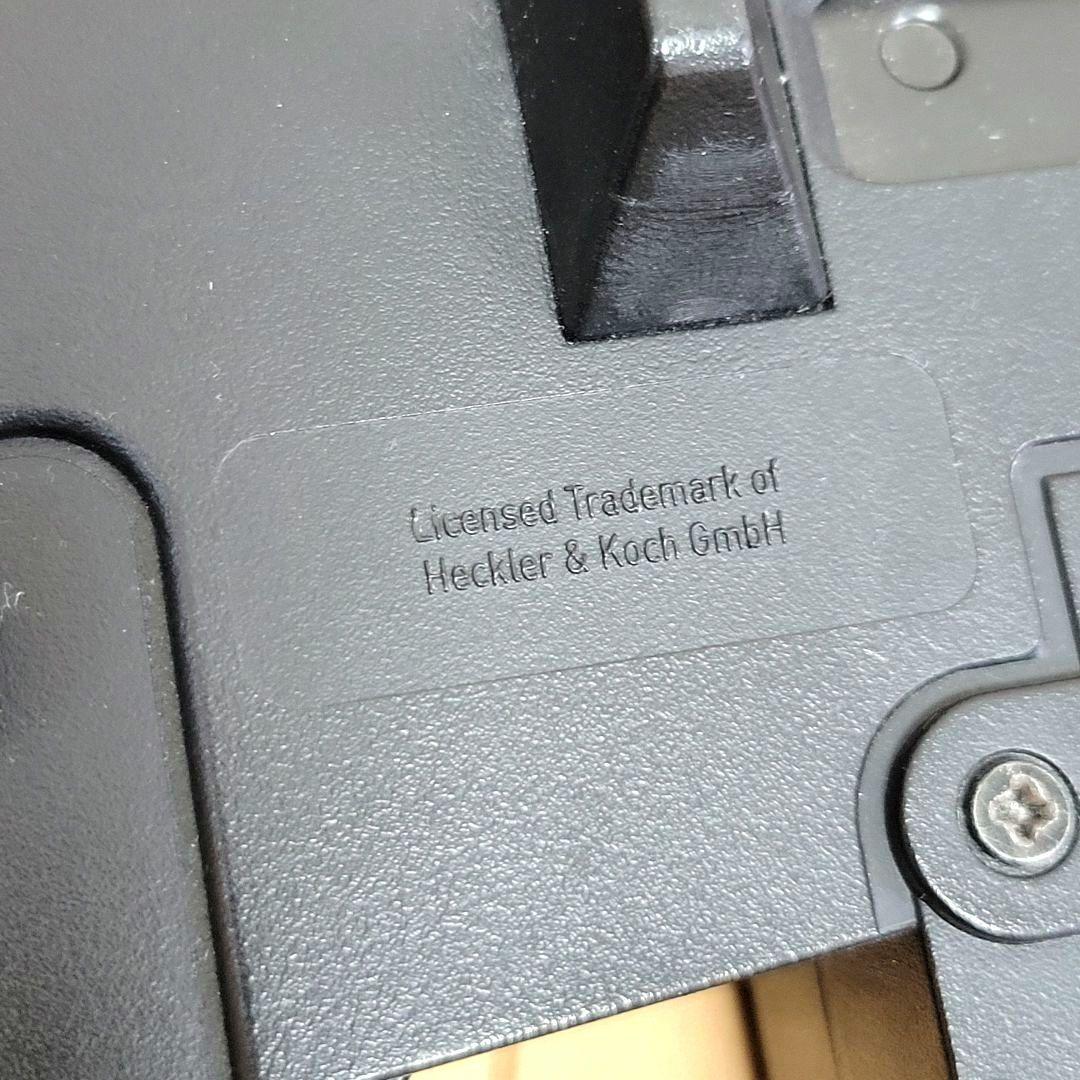 Licensed Trademark of
Heckler & Koch GmbH